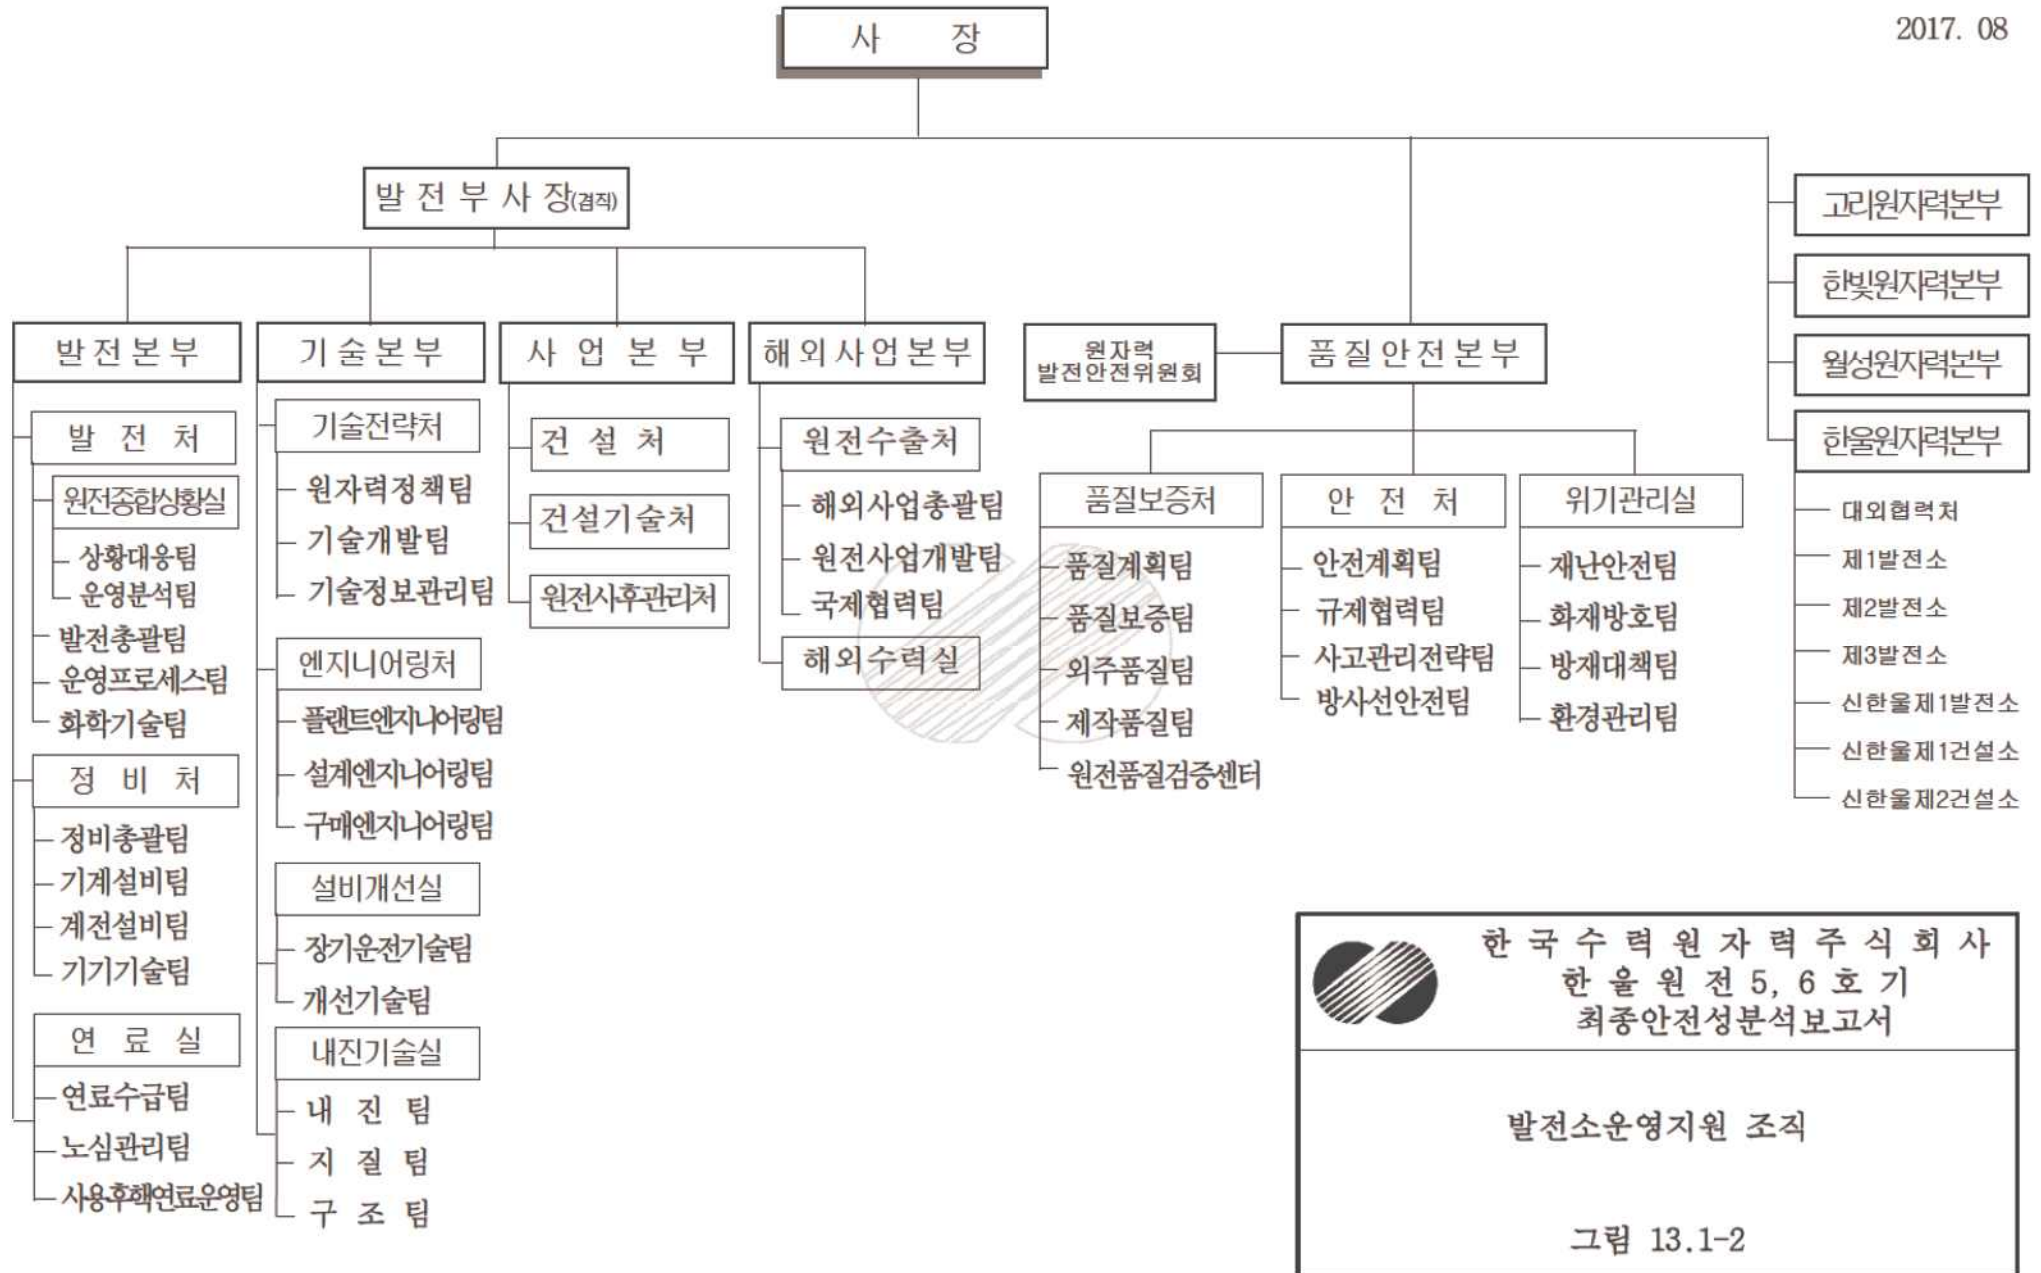 2017. 08
사 장
발 전 부 사 장(겸직)
고리원자력본부
한빛원자력본부
월성원자력본부
한울원자력본부
대외협력처
제1발전소
제2발전소
제3발전소
신한울제1발전소
신한울제1건설소
신한울제2건설소
발전본부
발 전 처
원전종합상황실
상황대응팀
운영분석팀
발전총괄팀
운영프로세스팀
화학기술팀
정 비 처
정비총괄팀
기계설비팀
계전설비팀
기기기술팀
연 료 실
연료수급팀
노심관리팀
사용후핵연료운영팀
기술본부
기술전략처
원자력정책팀
기술개발팀
기술정보관리팀
엔지니어링처
플랜트엔지니어링팀
설계엔지니어링팀
구매엔지니어링팀
설비개선실
장기운전기술팀
개선기술팀
내진기술실
내 진 팀
지 질 팀
구 조 팀
사 업 본 부
건 설 처
건설기술처
원전사후관리처
해외사업본부
원전수출처
해외사업총괄팀
원전사업개발팀
국제협력팀
해외수력실
원자력
발전안전위원회
품질안전본부
품질보증처
품질계획팀
품질보증팀
외주품질팀
제작품질팀
원전품질검증센터
안 전 처
안전계획팀
규제협력팀
사고관리전략팀
방사선안전팀
위기관리실
재난안전팀
화재방호팀
방재대책팀
환경관리팀
한 국 수 력 원 자 력 주 식 회 사
한 울 원 전 5, 6 호 기
최종안전성분석보고서
발전소운영지원 조직
그림 13.1-2